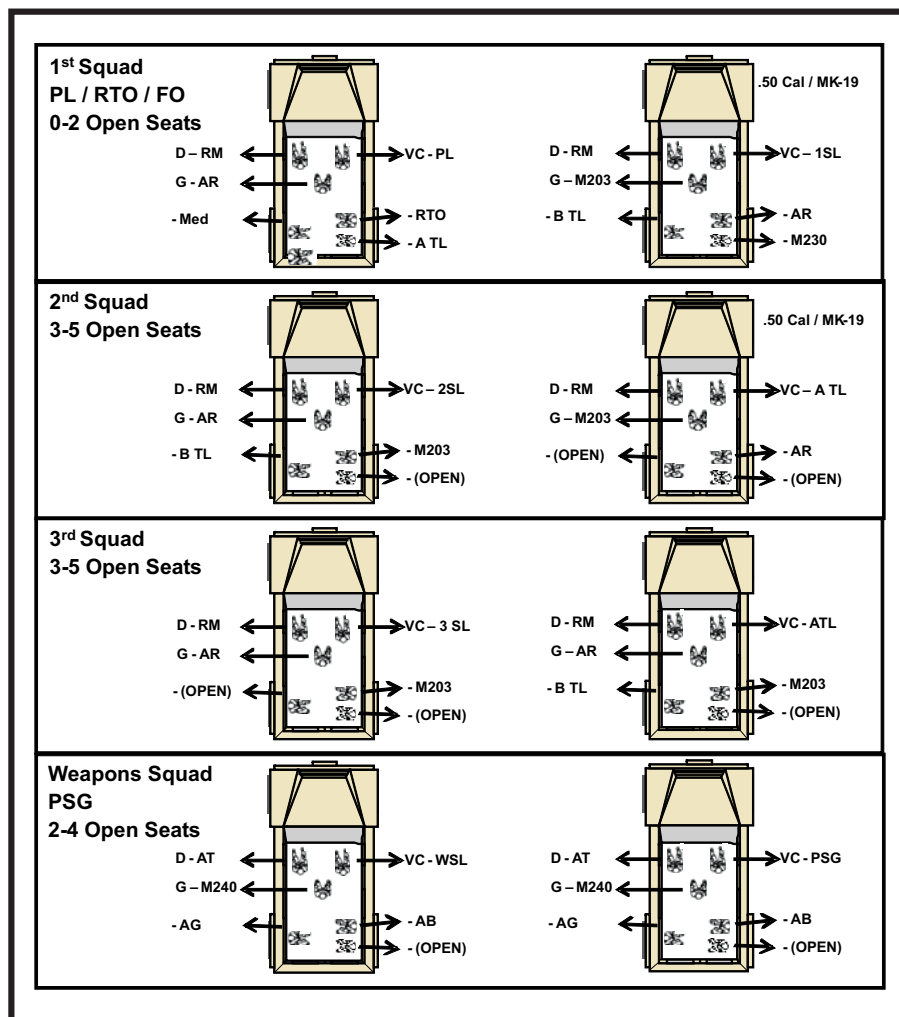 1st Squad
PL / RTO / FO
0-2 Open Seats
D – RM
VC - PL
G - AR
- Med
- RTO
- A TL
.50 Cal / MK-19
D - RM
VC – 1SL
G – M203
- B TL
- AR
- M230
2nd Squad
3-5 Open Seats
D - RM
VC – 2SL
G - AR
- B TL
- M203
- (OPEN)
.50 Cal / MK-19
D - RM
VC – A TL
G – M203
- (OPEN)
- AR
- (OPEN)
3rd Squad
3-5 Open Seats
D - RM
VC – 3 SL
G - AR
- (OPEN)
- M203
- (OPEN)
D - RM
VC - ATL
G – AR
- B TL
- M203
- (OPEN)
Weapons Squad
PSG
2-4 Open Seats
D - AT
VC - WSL
G – M240
- AG
- AB
- (OPEN)
D - AT
VC - PSG
G – M240
- AG
- AB
- (OPEN)